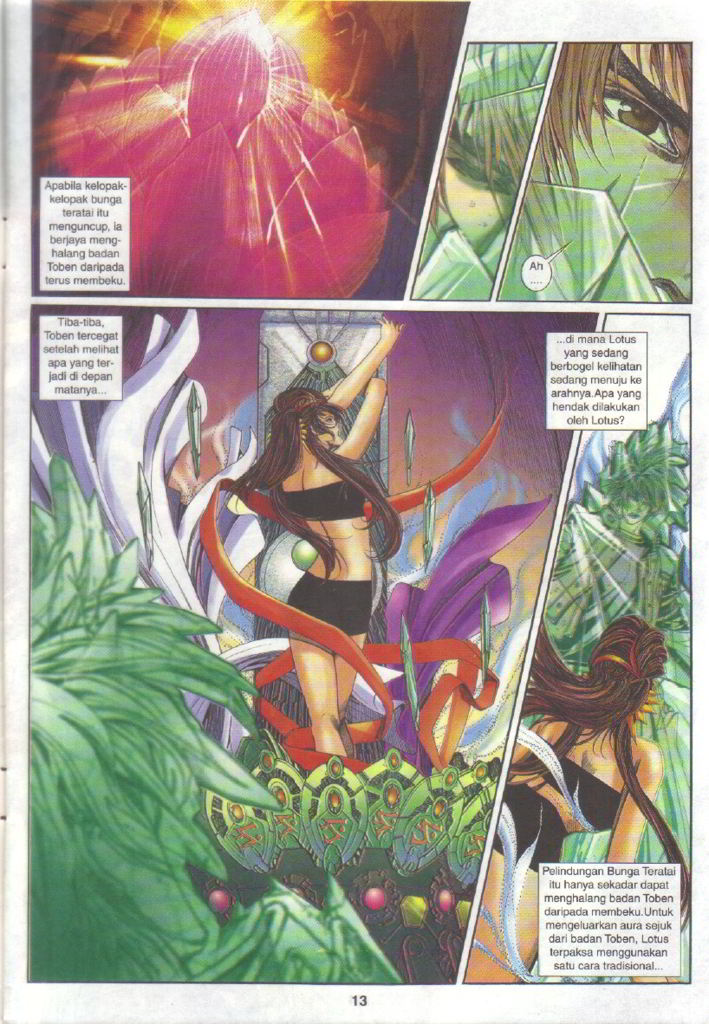 Apabila kelopak-
kelopak bunga
teratai itu
menguncup, ia
berjaya meng-
halang badan
Toben daripada
terus membeku.
Ah
....
Tiba-tiba,
Toben tercegat
setelah melihat
apa yang ter-
jadi di depan
matanya...
...di mana Lotus
yang sedang
berbogel kelihatan
sedang menuju ke
arahnya.Apa yang
hendak dilakukan
oleh Lotus?
Pelindungan Bunga Teratai
itu hanya sekadar dapat
menghalang badan Toben
daripada membeku.Untuk
mengeluarkan aura sejuk
dari badan Toben, Lotus
terpaksa menggunakan
satu cara tradisional...
13